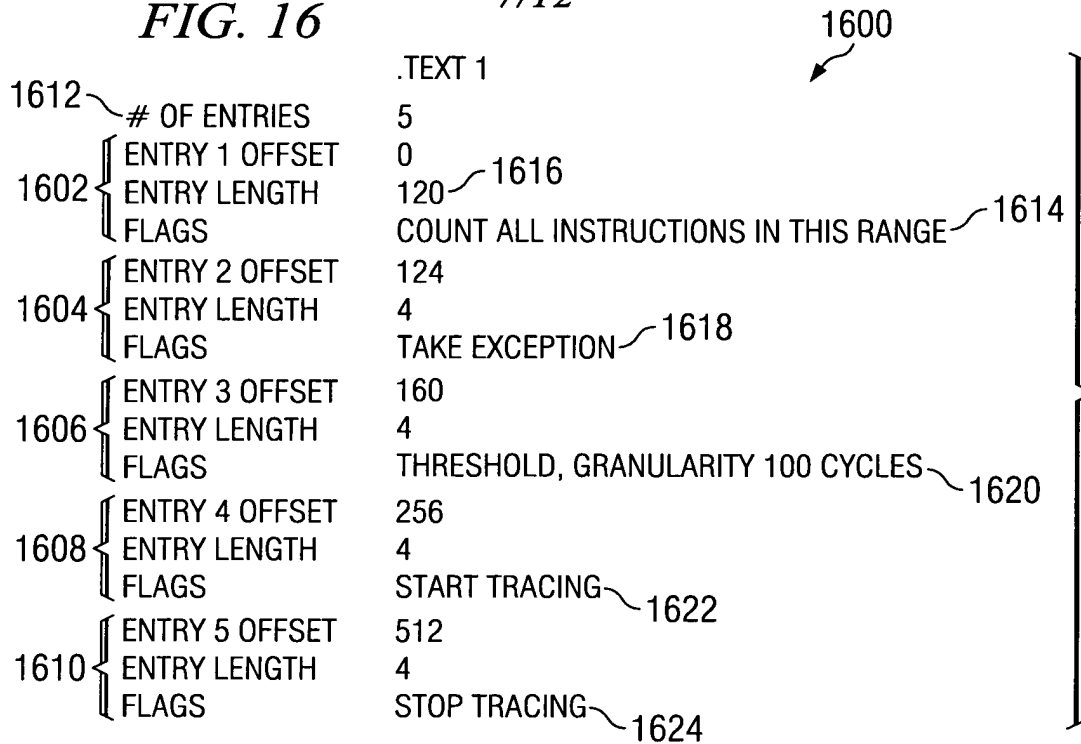 FIG. 16
1600
.TEXT 1
1612 # OF ENTRIES 5
ENTRY 1 OFFSET 0
1602 ENTRY LENGTH 120 1616
FLAGS COUNT ALL INSTRUCTIONS IN THIS RANGE 1614
ENTRY 2 OFFSET 124
1604 ENTRY LENGTH 4
FLAGS TAKE EXCEPTION 1618
ENTRY 3 OFFSET 160
1606 ENTRY LENGTH 4
FLAGS THRESHOLD, GRANULARITY 100 CYCLES 1620
ENTRY 4 OFFSET 256
1608 ENTRY LENGTH 4
FLAGS START TRACING 1622
ENTRY 5 OFFSET 512
1610 ENTRY LENGTH 4
FLAGS STOP TRACING 1624